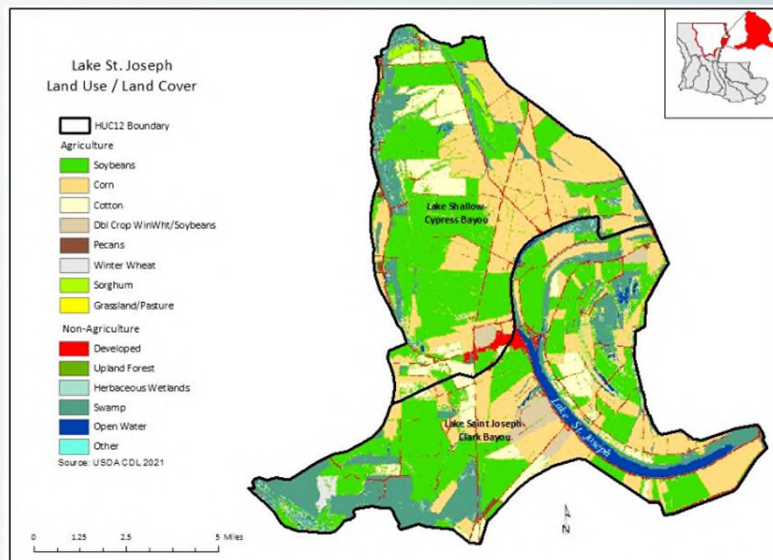 Lake St. Joseph
Land Use / Land Cover
HUC12 Boundary
Agriculture
Soybeans
Corn
Cotton
Dbl Crop WinWht/Soybeans
Pecans
Winter Wheat
Sorghum
Grassland/Pasture
Non-Agriculture
Developed
Upland Forest
Herbaceous Wetlands
Swamp
Open Water
Other
Source: USDA CDL 2021
0 1.25 2.5 5 Miles
Lake Shallow-
Cypress Bayou
Lake Saint Joseph-
Clark Bayou
Lake St. Joseph
N